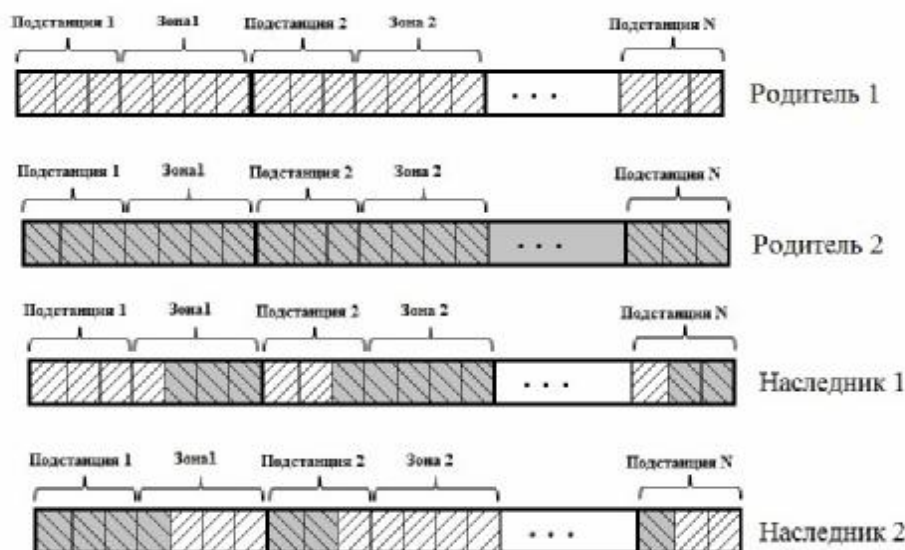 Подстанция 1 Зона1 Подстанция 2 Зона 2 Подстанция N
. . . Родитель 1
Подстанция 1 Зона1 Подстанция 2 Зона 2 Подстанция N
. . . Родитель 2
Подстанция 1 Зона1 Подстанция 2 Зона 2 Подстанция N
. . . Наследник 1
Подстанция 1 Зона1 Подстанция 2 Зона 2 Подстанция N
. . . Наследник 2